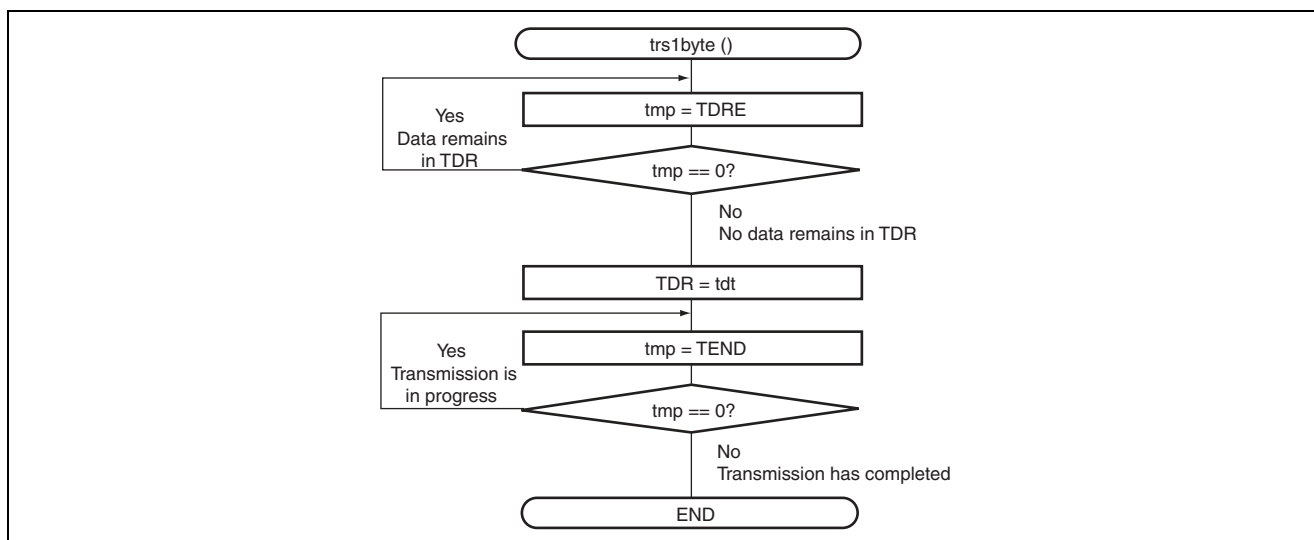 trs1byte ()
tmp = TDRE
Yes
Data remains
in TDR
tmp == 0?
No
No data remains in TDR
TDR = tdt
tmp = TEND
Yes
Transmission is
in progress
tmp == 0?
No
Transmission has completed
END